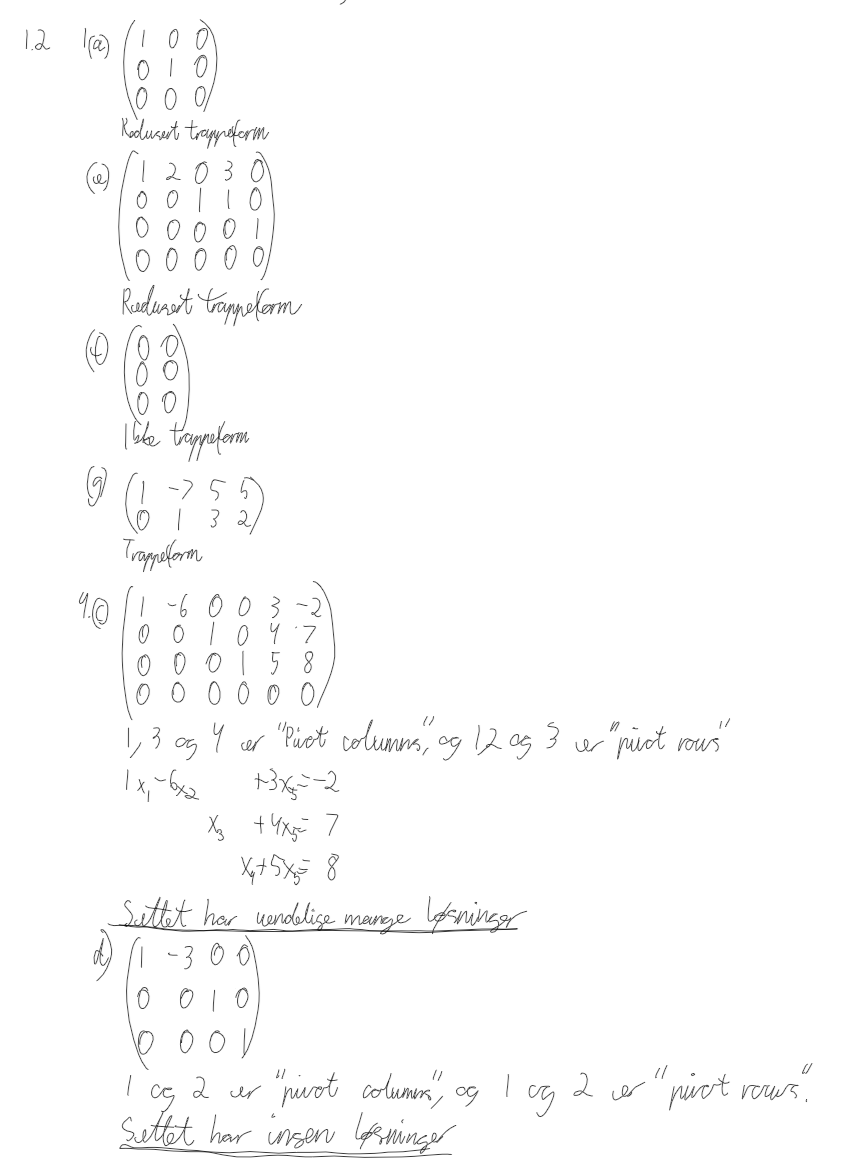 1.2 1(a) ( 1 0 0
0 1 0
0 0 0 )
Redusert trappeform
(e) ( 1 2 0 3 0
0 0 1 1 0
0 0 0 0 1
0 0 0 0 0 )
Redusert trappeform
(f) ( 0 0
0 0
0 0 )
Ikke trappeform
(g) ( 1 -7 5 5
0 1 3 2 )
Trappeform
4.(c) ( 1 -6 0 0 3 -2
0 0 1 0 4 7
0 0 0 1 5 8
0 0 0 0 0 0 )
1, 3 og 4 er "Pivot columns", og 1,2 og 3 er "pivot rows"
1x₁-6x₂ +3x₅=-2
x₃ +4x₅= 7
x₄+5x₅= 8
Settet har uendelige mange løsninger
d) ( 1 -3 0 0
0 0 1 0
0 0 0 1 )
1 og 2 er "pivot columns", og 1 og 2 er "pivot rows".
Settet har ingen løsninger